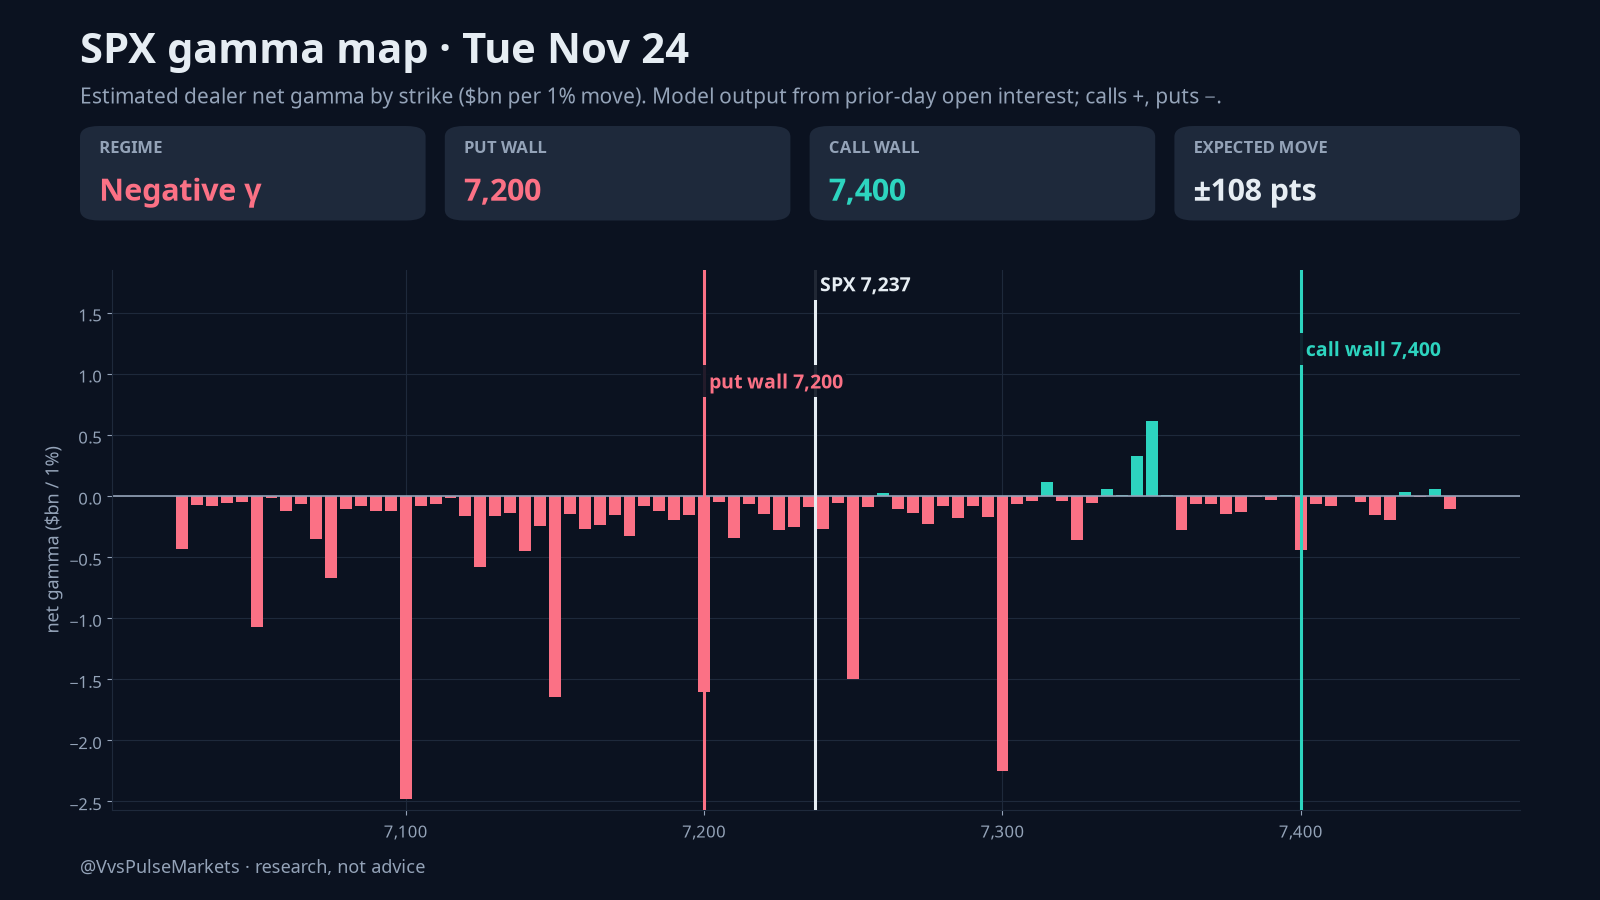 SPX gamma map · Tue Nov 24
Estimated dealer net gamma by strike ($bn per 1% move). Model output from prior-day open interest; calls +, puts −.
REGIME
Negative γ
PUT WALL
7,200
CALL WALL
7,400
EXPECTED MOVE
±108 pts
SPX 7,237
call wall 7,400
put wall 7,200
net gamma ($bn / 1%)
1.5
1.0
0.5
0.0
−0.5
−1.0
−1.5
−2.0
−2.5
7,100
7,200
7,300
7,400
@VvsPulseMarkets · research, not advice